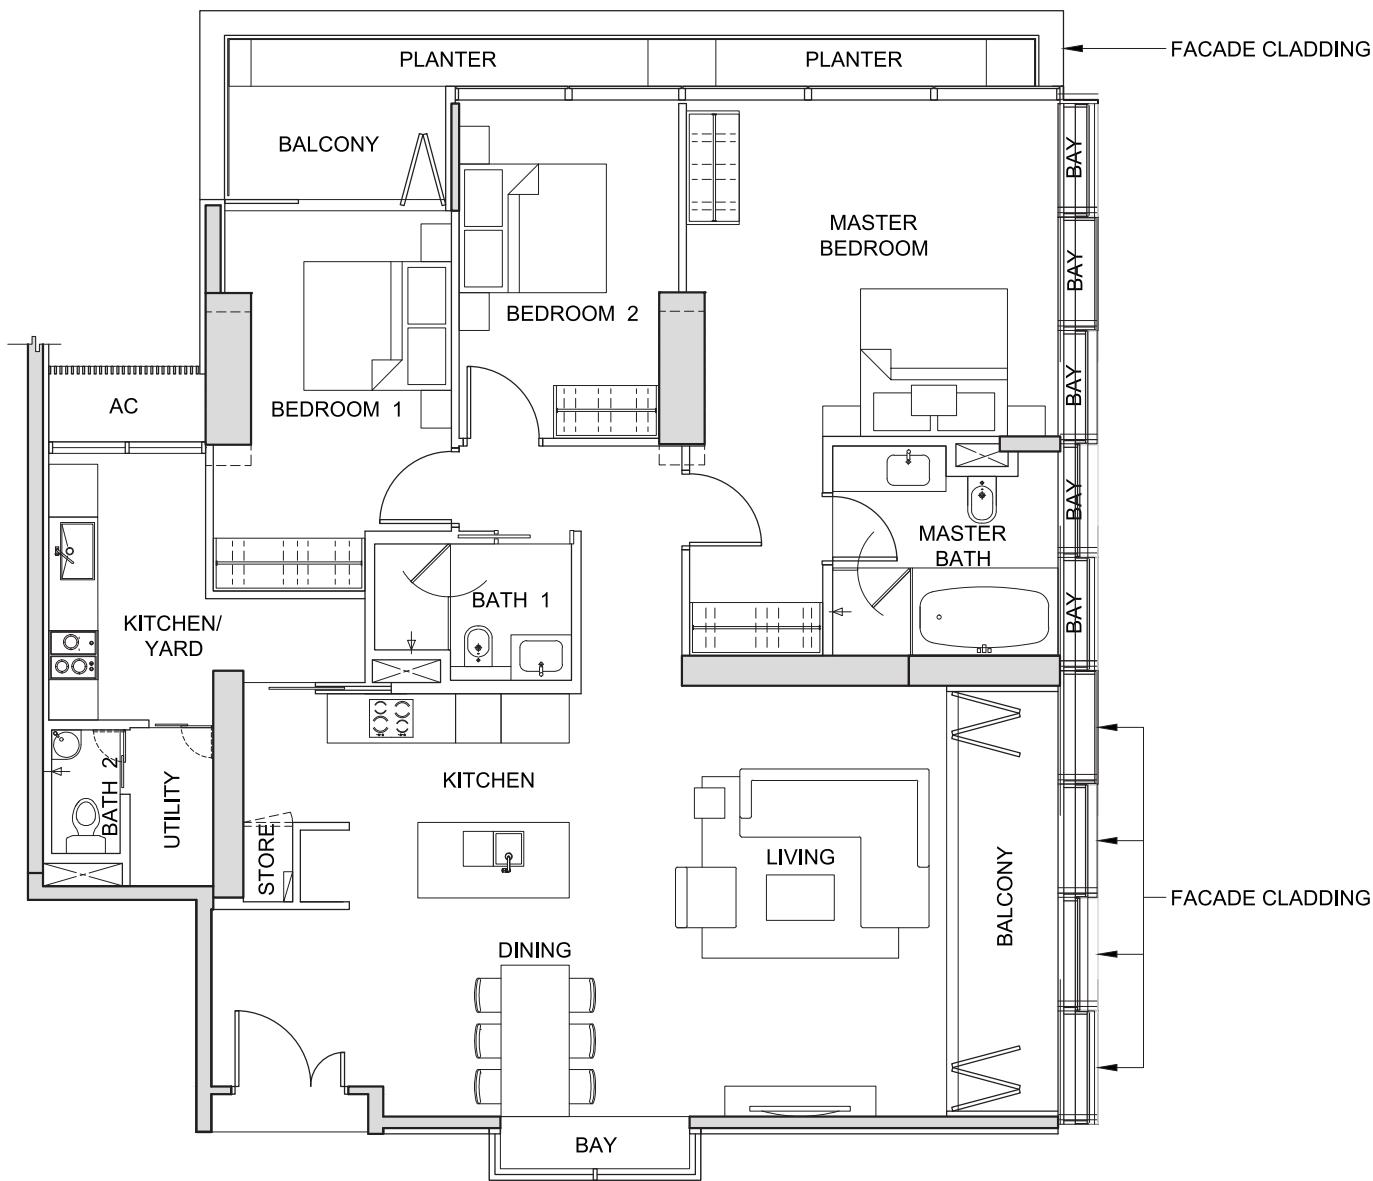 FACADE CLADDING
PLANTER
PLANTER
BALCONY
BAY
MASTER
BEDROOM
BAY
BEDROOM 2
BAY
AC
BEDROOM 1
BAY
MASTER
BATH
BATH 1
BAY
KITCHEN/
YARD
KITCHEN
BATH 2
UTILITY
STORE
LIVING
BALCONY
FACADE CLADDING
DINING
BAY